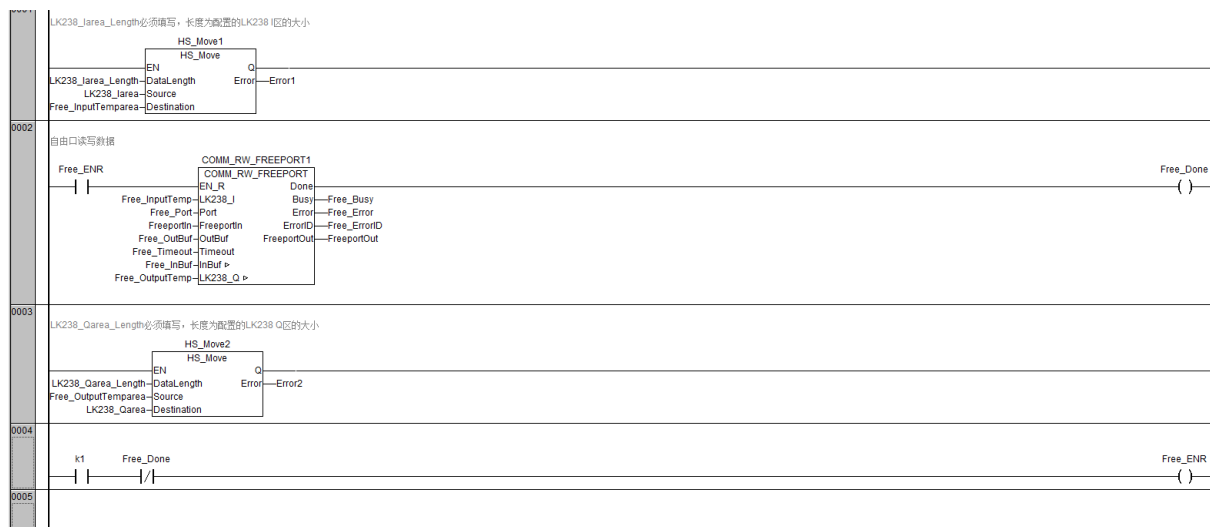 LK238_Iarea_Length必须填写，长度为配置的LK238 I区的大小
HS_Move1
HS_Move
EN Q
LK238_Iarea_Length DataLength Error Error1
LK238_Iarea Source
Free_InputTemparea Destination
0002
自由口读写数据
COMM_RW_FREEPORT1
Free_ENR COMM_RW_FREEPORT Free_Done
EN_R Done
Free_InputTemp LK238_I Busy Free_Busy
Free_Port Port Error Free_Error
FreeportIn FreeportIn ErrorID Free_ErrorID
Free_OutBuf OutBuf FreeportOut FreeportOut
Free_Timeout Timeout
Free_InBuf InBuf
Free_OutputTemp LK238_Q
0003
LK238_Qarea_Length必须填写，长度为配置的LK238 Q区的大小
HS_Move2
HS_Move
EN Q
LK238_Qarea_Length DataLength Error Error2
Free_OutputTemparea Source
LK238_Qarea Destination
0004
k1 Free_Done Free_ENR
0005